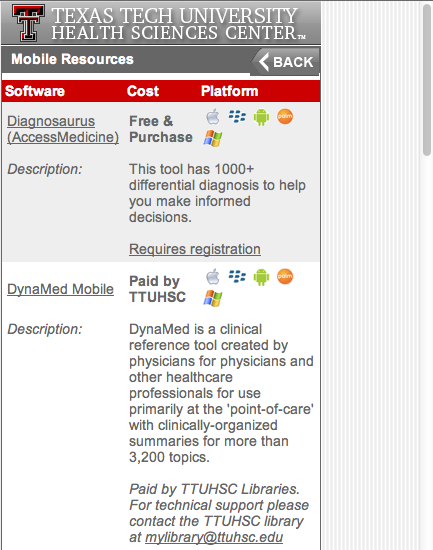 TEXAS TECH UNIVERSITY
HEALTH SCIENCES CENTER™
Mobile Resources
BACK
Software Cost Platform
Diagnosaurus Free &
(AccessMedicine) Purchase
palm
Description: This tool has 1000+
differential diagnosis to help
you make informed
decisions.
Requires registration
DynaMed Mobile Paid by
TTUHSC
palm
Description: DynaMed is a clinical
reference tool created by
physicians for physicians and
other healthcare
professionals for use
primarily at the 'point-of-care'
with clinically-organized
summaries for more than
3,200 topics.
Paid by TTUHSC Libraries.
For technical support please
contact the TTUHSC library
at mylibrary@ttuhsc.edu